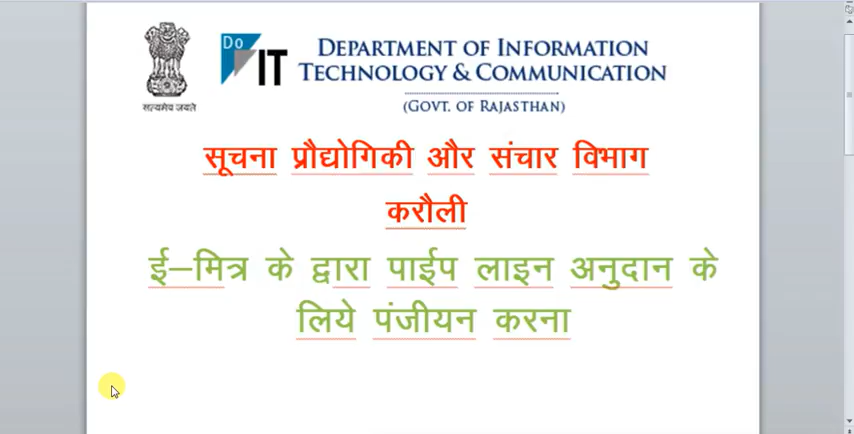 सत्यमेव जयते
Do IT
DEPARTMENT OF INFORMATION
TECHNOLOGY & COMMUNICATION
(GOVT. OF RAJASTHAN)
सूचना प्रौद्योगिकी और संचार विभाग
करौली
ई–मित्र के द्वारा पाईप लाइन अनुदान के
लिये पंजीयन करना